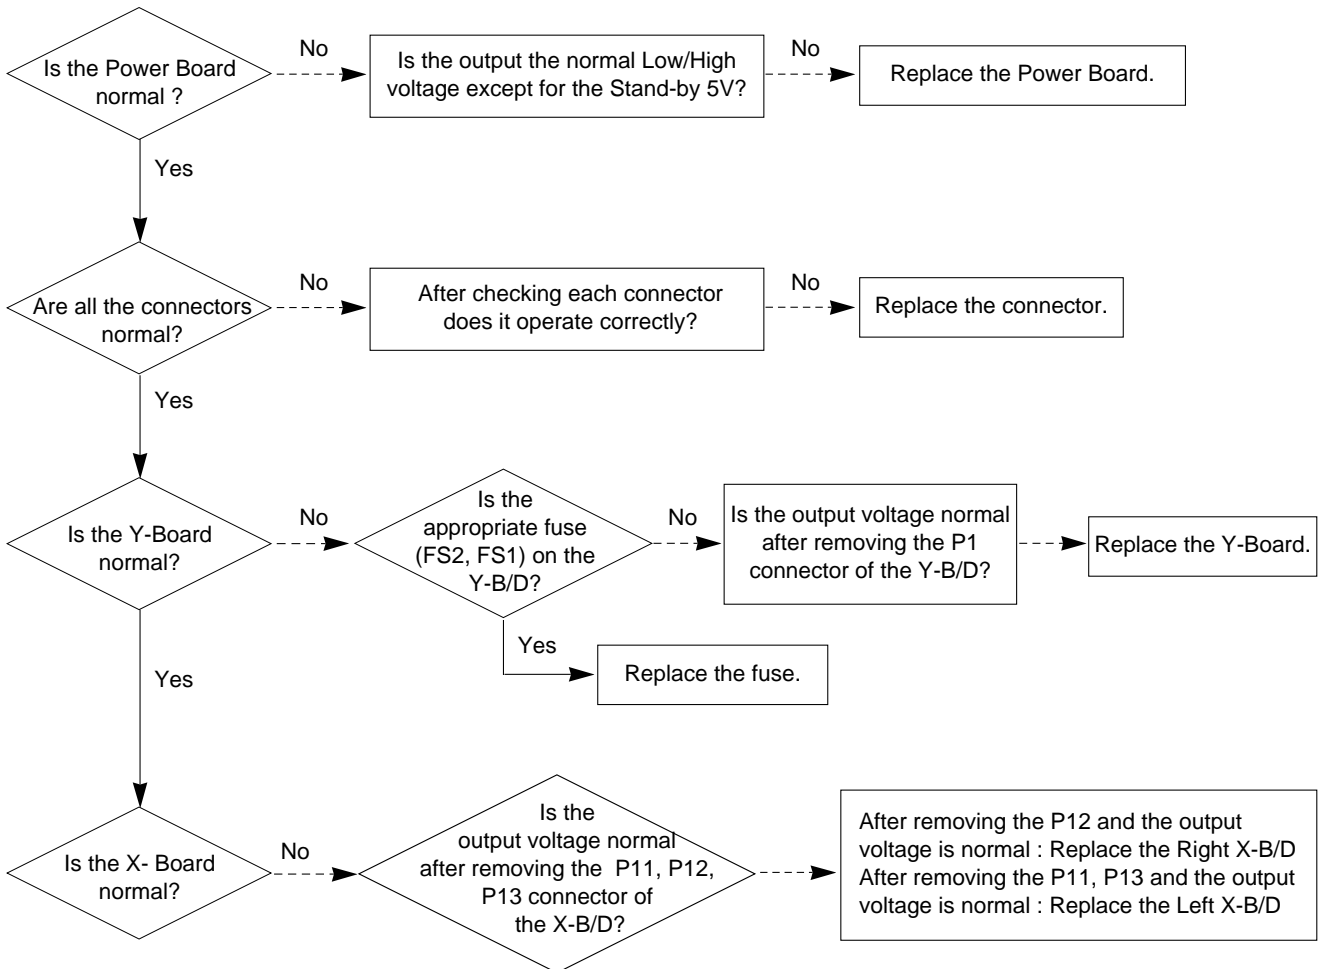 Is the Power Board
normal ?
No
Is the output the normal Low/High
voltage except for the Stand-by 5V?
No
Replace the Power Board.
Yes
Are all the connectors
normal?
No
After checking each connector
does it operate correctly?
No
Replace the connector.
Yes
Is the Y-Board
normal?
No
Is the
appropriate fuse
(FS2, FS1) on the
Y-B/D?
No
Is the output voltage normal
after removing the P1
connector of the Y-B/D?
Replace the Y-Board.
Yes
Replace the fuse.
Yes
Is the X- Board
normal?
No
Is the
output voltage normal
after removing the P11, P12,
P13 connector of
the X-B/D?
After removing the P12 and the output
voltage is normal : Replace the Right X-B/D
After removing the P11, P13 and the output
voltage is normal : Replace the Left X-B/D